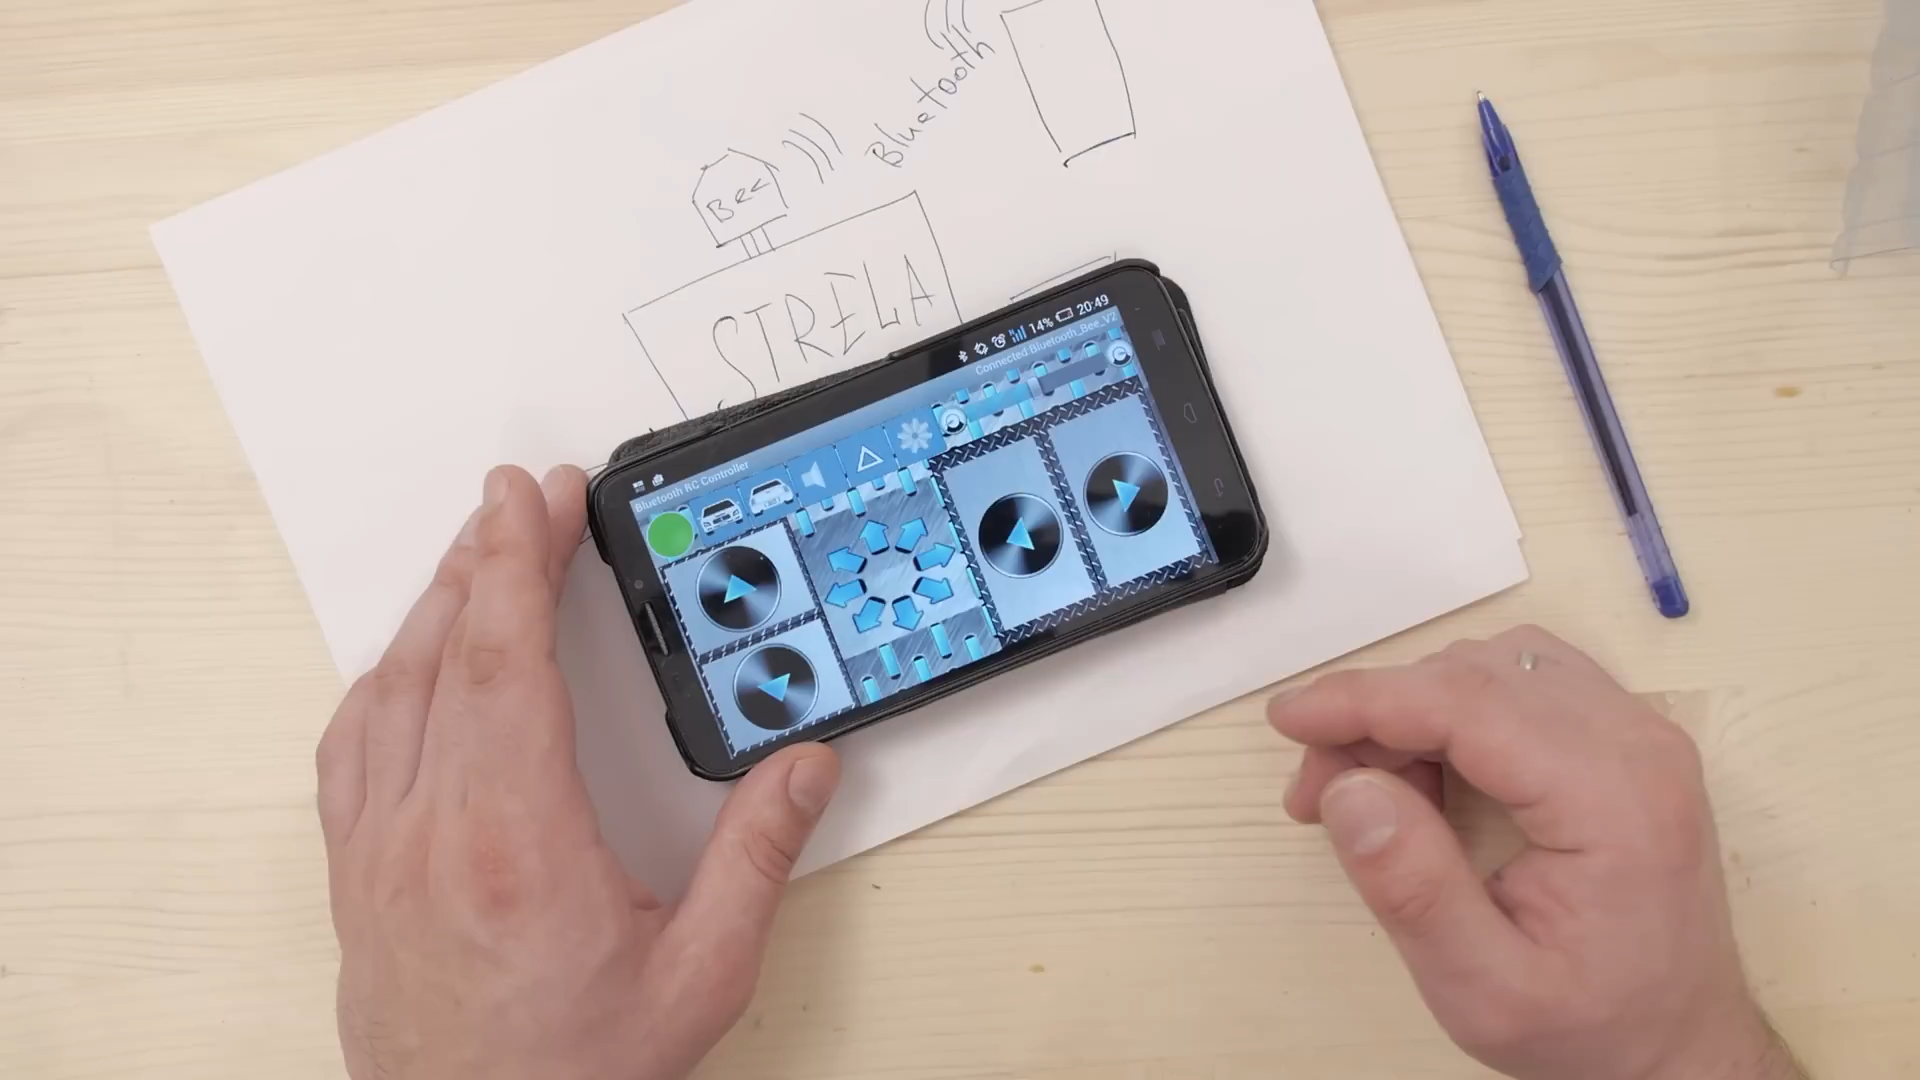 Bluetooth
Bee
STRELA
14% 20:49
Bluetooth RC Controller
Connected Bluetooth_Bee_V2